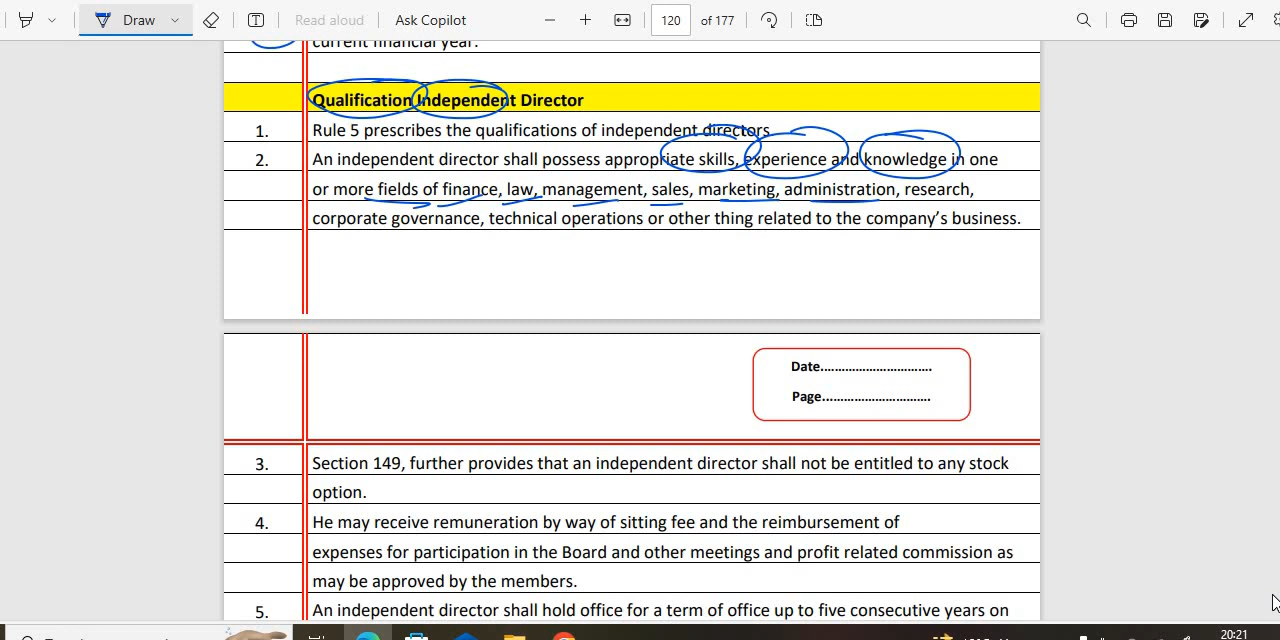 Draw
Read aloud
Ask Copilot
120
of 177
current financial year.
Qualification Independent Director
1. Rule 5 prescribes the qualifications of independent directors
2. An independent director shall possess appropriate skills, experience and knowledge in one
or more fields of finance, law, management, sales, marketing, administration, research,
corporate governance, technical operations or other thing related to the company’s business.
Date................................
Page................................
3. Section 149, further provides that an independent director shall not be entitled to any stock
option.
4. He may receive remuneration by way of sitting fee and the reimbursement of
expenses for participation in the Board and other meetings and profit related commission as
may be approved by the members.
5. An independent director shall hold office for a term of office up to five consecutive years on
20:21